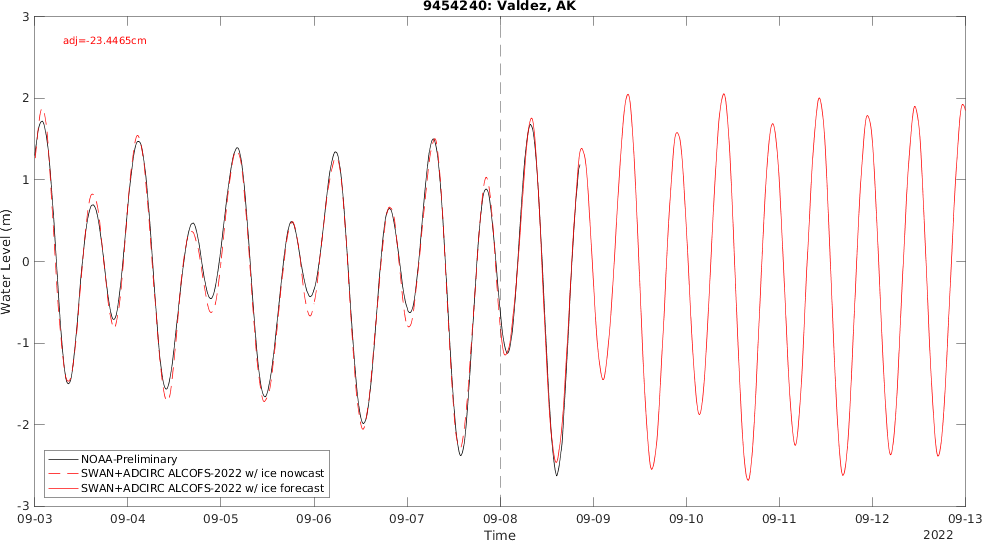 9454240: Valdez, AK
adj=-23.4465cm
3
2
1
0
-1
-2
-3
Water Level (m)
NOAA-Preliminary
SWAN+ADCIRC ALCOFS-2022 w/ ice nowcast
SWAN+ADCIRC ALCOFS-2022 w/ ice forecast
09-03 09-04 09-05 09-06 09-07 09-08 09-09 09-10 09-11 09-12 09-13
Time
2022